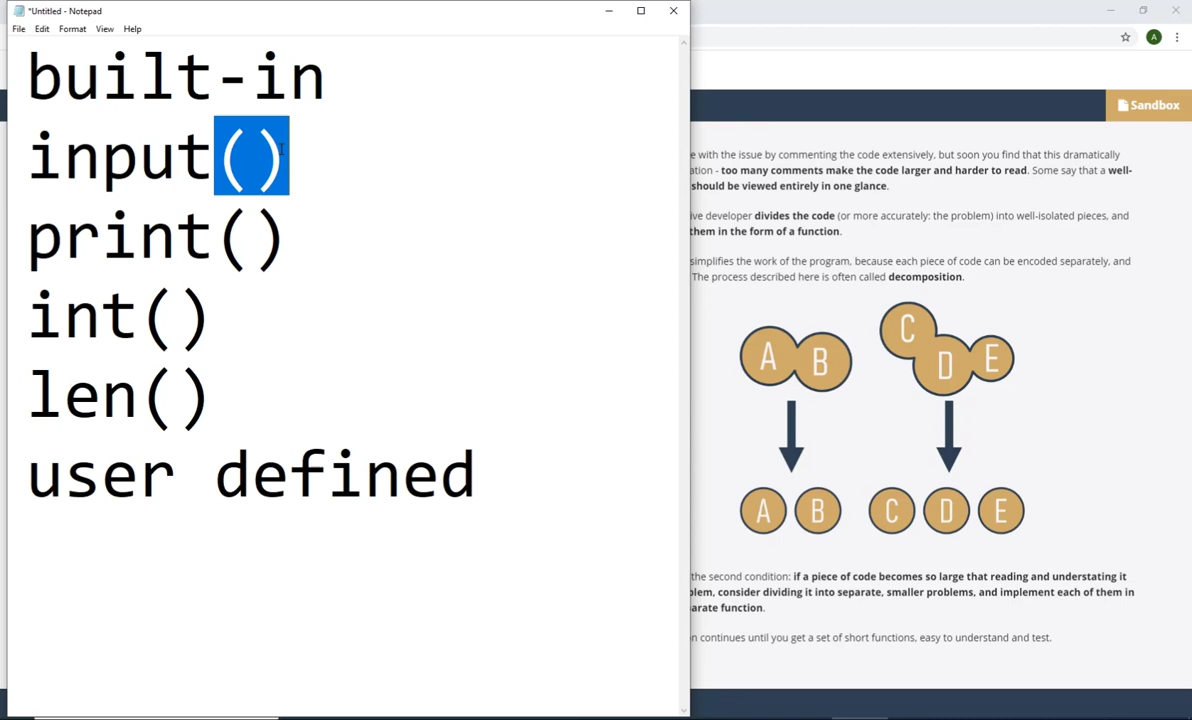 *Untitled - Notepad
File Edit Format View Help
built-in
input()
print()
int()
len()
user defined
A
Sandbox
e with the issue by commenting the code extensively, but soon you find that this dramatically
ation - too many comments make the code larger and harder to read. Some say that a well-
should be viewed entirely in one glance.
ive developer divides the code (or more accurately: the problem) into well-isolated pieces, and
them in the form of a function.
simplifies the work of the program, because each piece of code can be encoded separately, and
The process described here is often called decomposition.
A B C D E
A B C D E
the second condition: if a piece of code becomes so large that reading and understating it
blem, consider dividing it into separate, smaller problems, and implement each of them in
arate function.
n continues until you get a set of short functions, easy to understand and test.